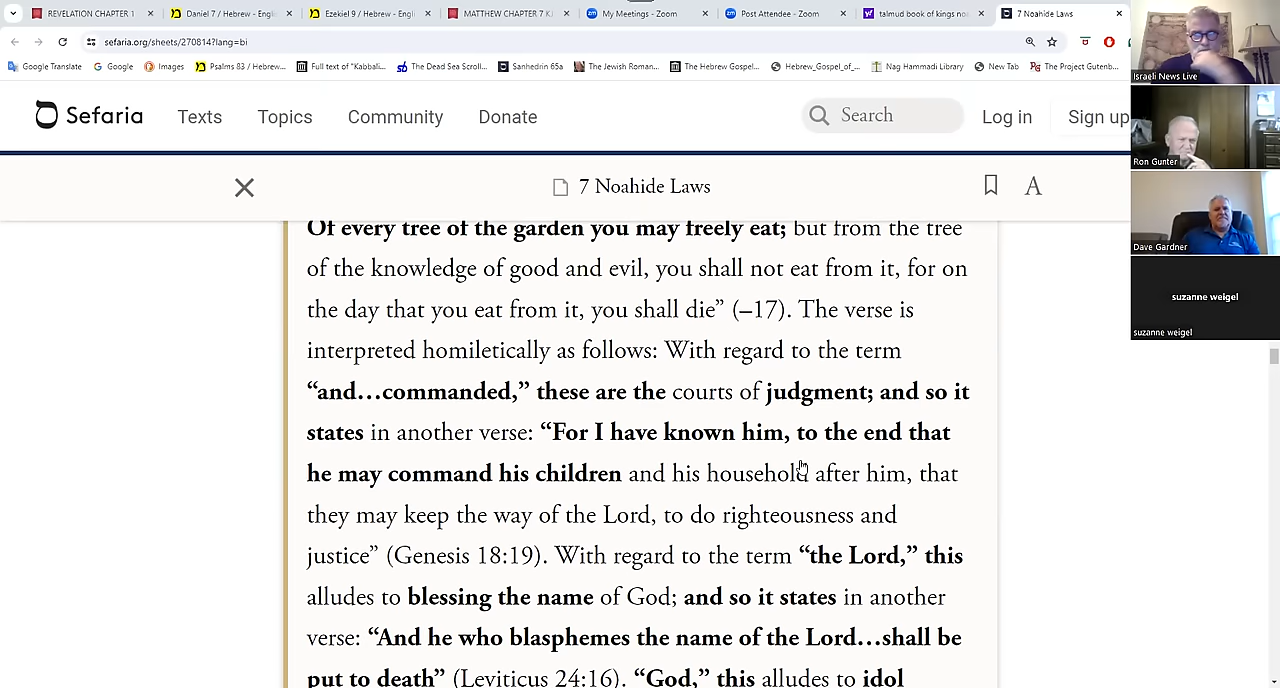 REVELATION CHAPTER 1
Daniel 7 / Hebrew - Engl
Ezekiel 9 / Hebrew - Engli
MATTHEW CHAPTER 7 K
My Meetings - Zoom
Post Attendee - Zoom
talmud book of kings no
7 Noahide Laws
sefaria.org/sheets/270814?lang=bi
Google Translate
Google
Images
Psalms 83 / Hebrew...
Full text of "Kabbali...
The Dead Sea Scroll...
Sanhedrin 65a
The Jewish Roman...
The Hebrew Gospel...
Hebrew_Gospel_of_...
Nag Hammadi Library
New Tab
The Project Gutenb...
Sefaria
Texts
Topics
Community
Donate
Search
Log in
Sign up
7 Noahide Laws
A
Of every tree of the garden you may freely eat; but from the tree
of the knowledge of good and evil, you shall not eat from it, for on
the day that you eat from it, you shall die” (–17). The verse is
interpreted homiletically as follows: With regard to the term
“and…commanded,” these are the courts of judgment; and so it
states in another verse: “For I have known him, to the end that
he may command his children and his household after him, that
they may keep the way of the Lord, to do righteousness and
justice” (Genesis 18:19). With regard to the term “the Lord,” this
alludes to blessing the name of God; and so it states in another
verse: “And he who blasphemes the name of the Lord…shall be
put to death” (Leviticus 24:16). “God,” this alludes to idol
Israeli News Live
Ron Gunter
Dave Gardner
suzanne weigel
suzanne weigel